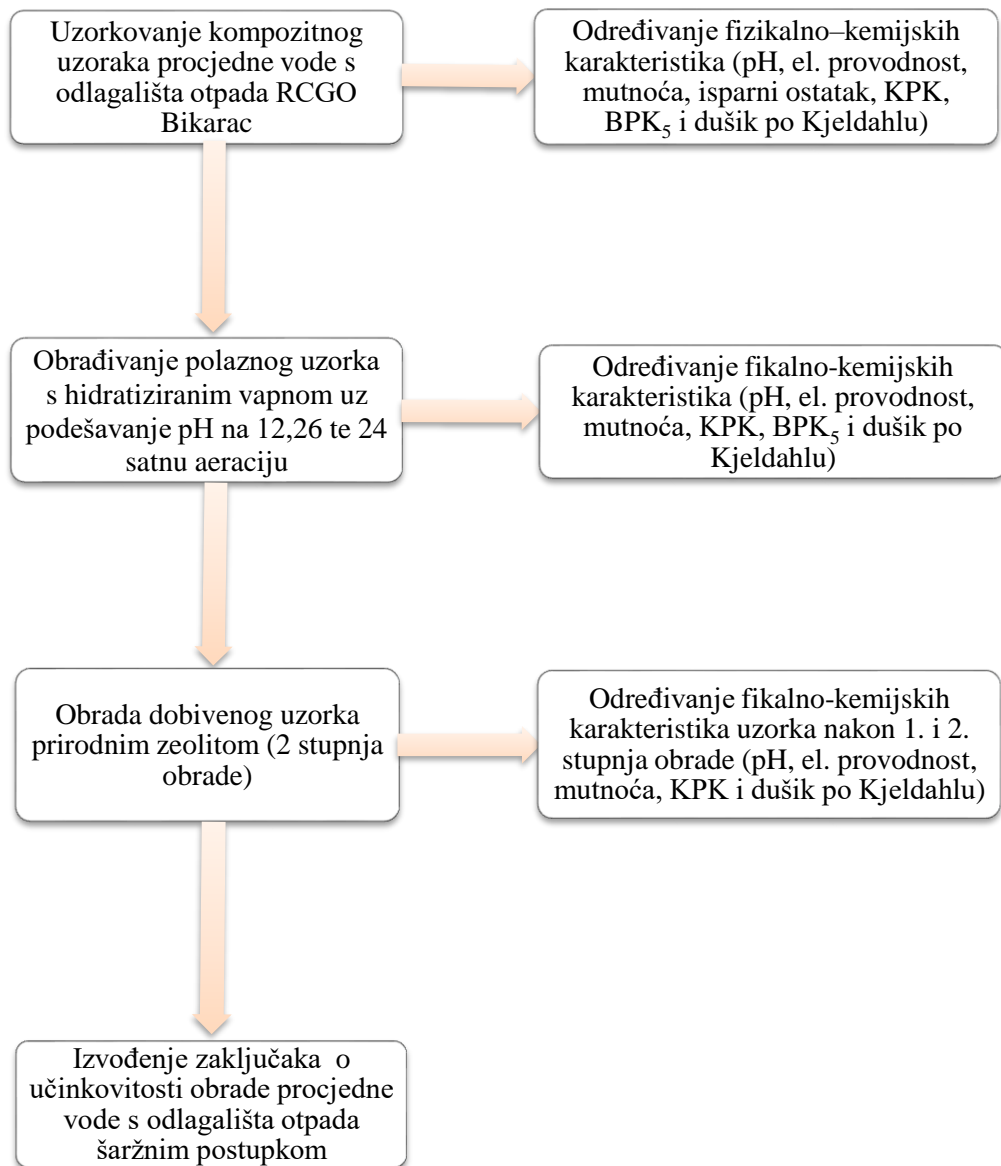 Uzorkovanje kompozitnog
uzoraka procjedne vode s
odlagališta otpada RCGO
Bikarac
Određivanje fizikalno–kemijskih
karakteristika (pH, el. provodnost,
mutnoća, isparni ostatak, KPK,
BPK₅ i dušik po Kjeldahlu)
Obrađivanje polaznog uzorka
s hidratiziranim vapnom uz
podešavanje pH na 12,26 te 24
satnu aeraciju
Određivanje fikalno-kemijskih
karakteristika (pH, el. provodnost,
mutnoća, KPK, BPK₅ i dušik po
Kjeldahlu)
Obrada dobivenog uzorka
prirodnim zeolitom (2 stupnja
obrade)
Određivanje fikalno-kemijskih
karakteristika uzorka nakon 1. i 2.
stupnja obrade (pH, el. provodnost,
mutnoća, KPK i dušik po Kjeldahlu)
Izvođenje zaključaka o
učinkovitosti obrade procjedne
vode s odlagališta otpada
šaržnim postupkom